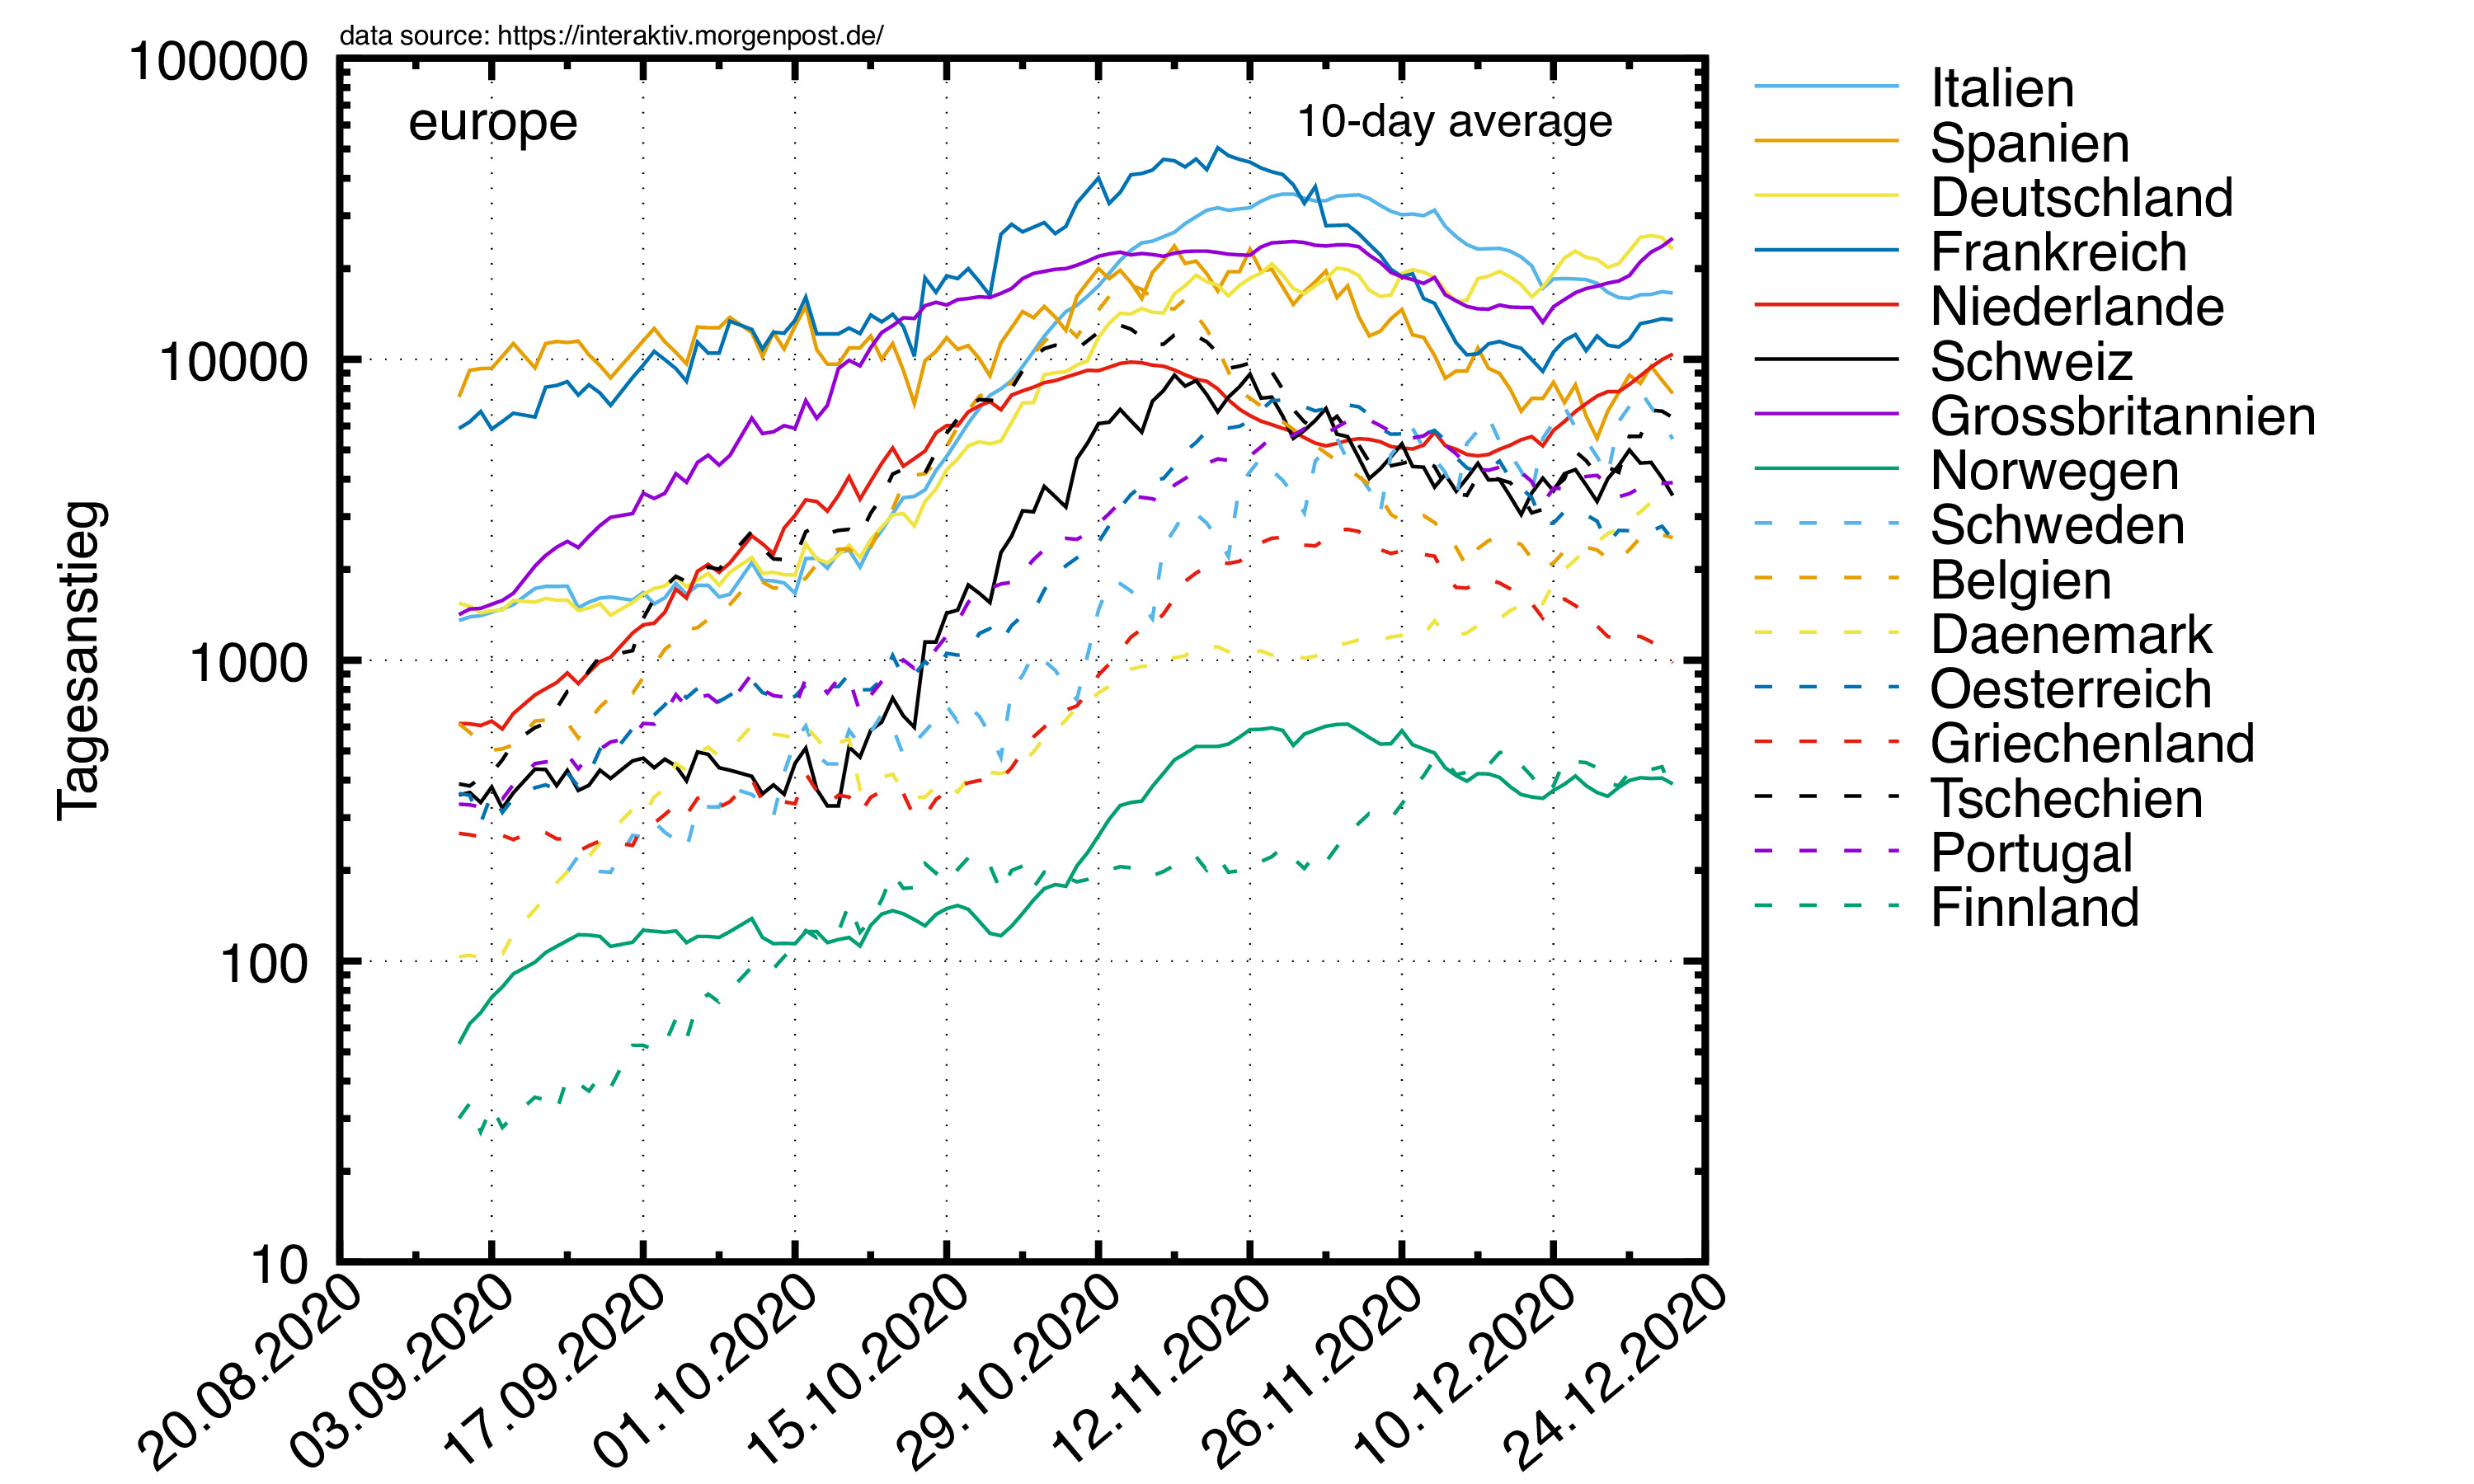 data source: https://interaktiv.morgenpost.de/
100000
10000
1000
100
10
Tagesanstieg
europe
10-day average
20.08.2020
03.09.2020
17.09.2020
01.10.2020
15.10.2020
29.10.2020
12.11.2020
26.11.2020
10.12.2020
24.12.2020
Italien
Spanien
Deutschland
Frankreich
Niederlande
Schweiz
Grossbritannien
Norwegen
Schweden
Belgien
Daenemark
Oesterreich
Griechenland
Tschechien
Portugal
Finnland